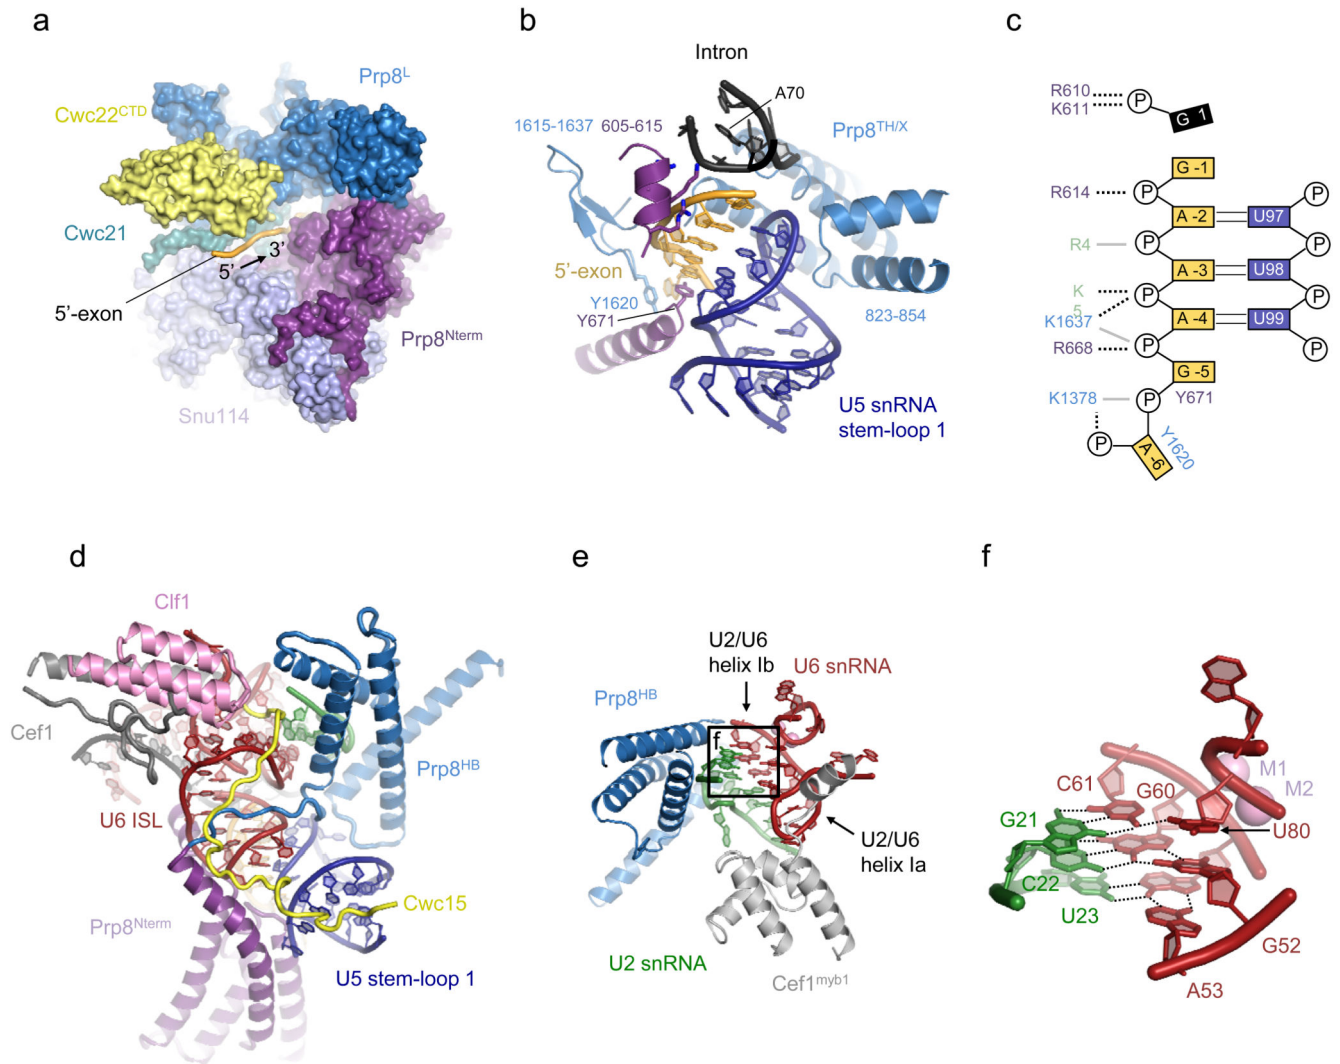 a
Prp8L
Cwc22CTD
Cwc21
5' 3'
5'-exon
Prp8Nterm
Snu114
b
Intron
A70
1615-1637 605-615
Prp8TH/X
5'-exon
Y1620
Y671
823-854
U5 snRNA
stem-loop 1
c
R610
K611
P
G 1
G -1
R614
P
P
A -2
U97
R4
P
P
A -3
U98
K
5
P
P
K1637
A -4
U99
R668
P
P
G -5
K1378
P
Y671
P
A -6
Y1620
d
Clf1
Cef1
Prp8HB
U6 ISL
Prp8Nterm
Cwc15
U5 stem-loop 1
e
U2/U6
helix Ib
U6 snRNA
Prp8HB
f
U2/U6
helix Ia
U2 snRNA
Cef1myb1
f
M1
M2
C61
G60
G21
U80
C22
U23
G52
A53